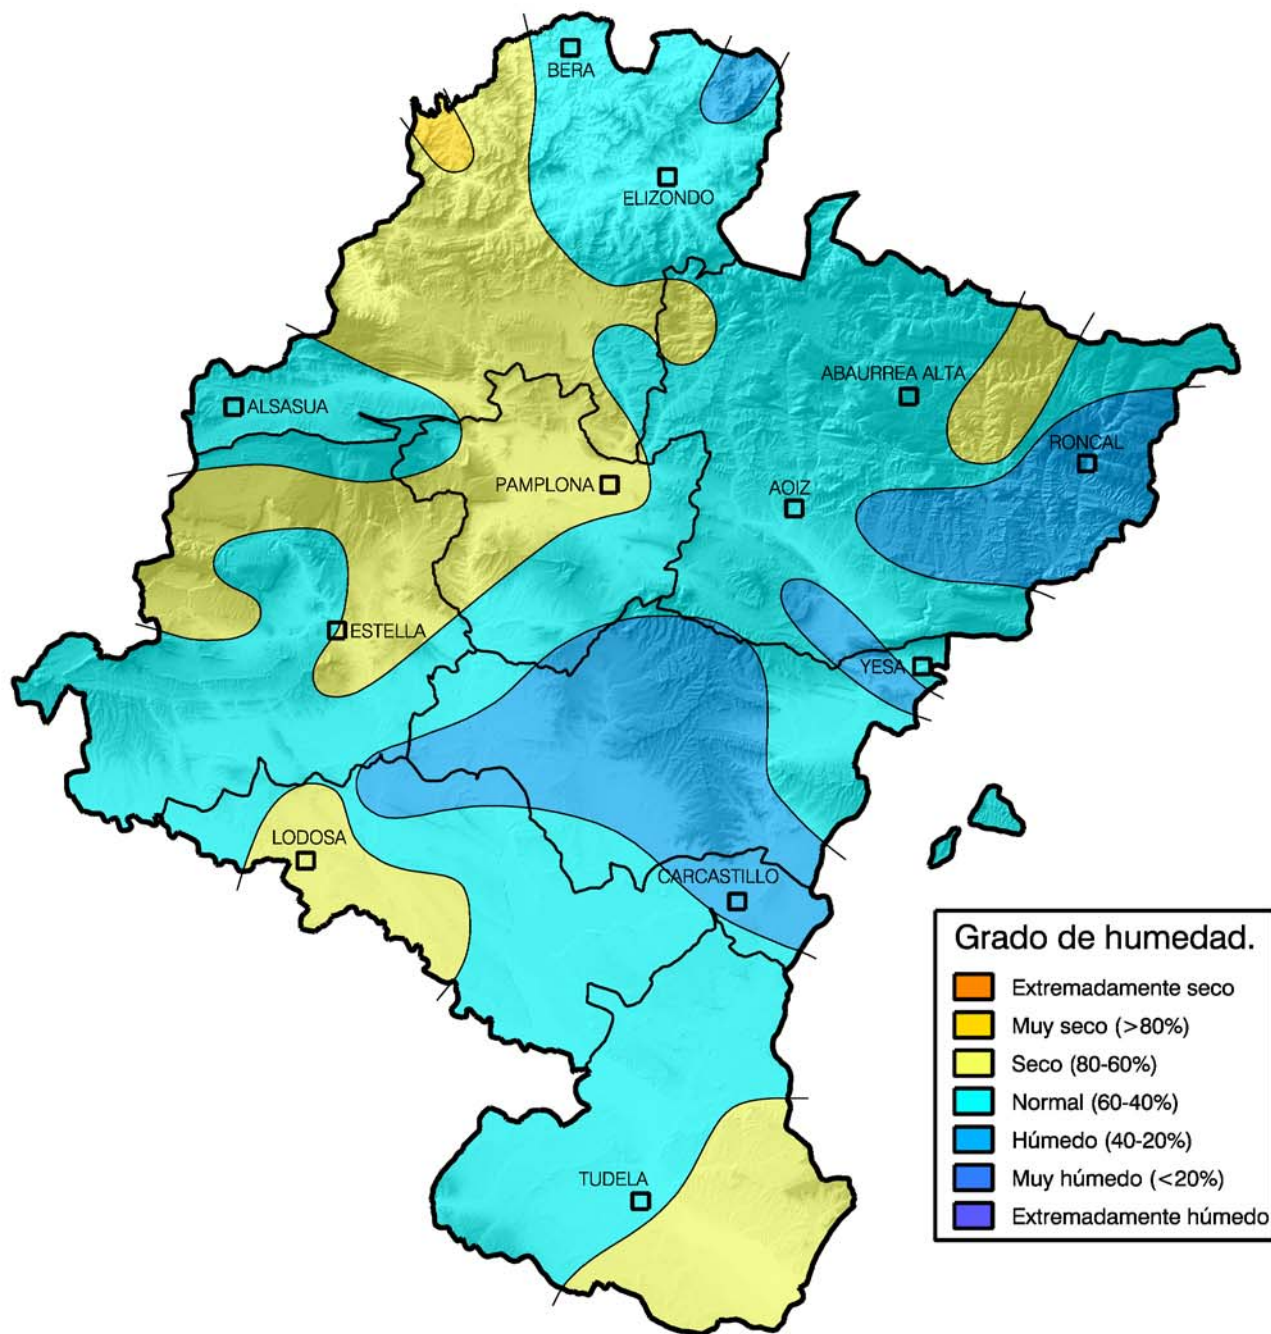 BERA
ELIZONDO
ABAURREA ALTA
ALSASUA
RONCAL
PAMPLONA
AOIZ
ESTELLA
YESA
LODOSA
CARCASTILLO
TUDELA
Grado de humedad.
Extremadamente seco
Muy seco (>80%)
Seco (80-60%)
Normal (60-40%)
Húmedo (40-20%)
Muy húmedo (<20%)
Extremadamente húmedo